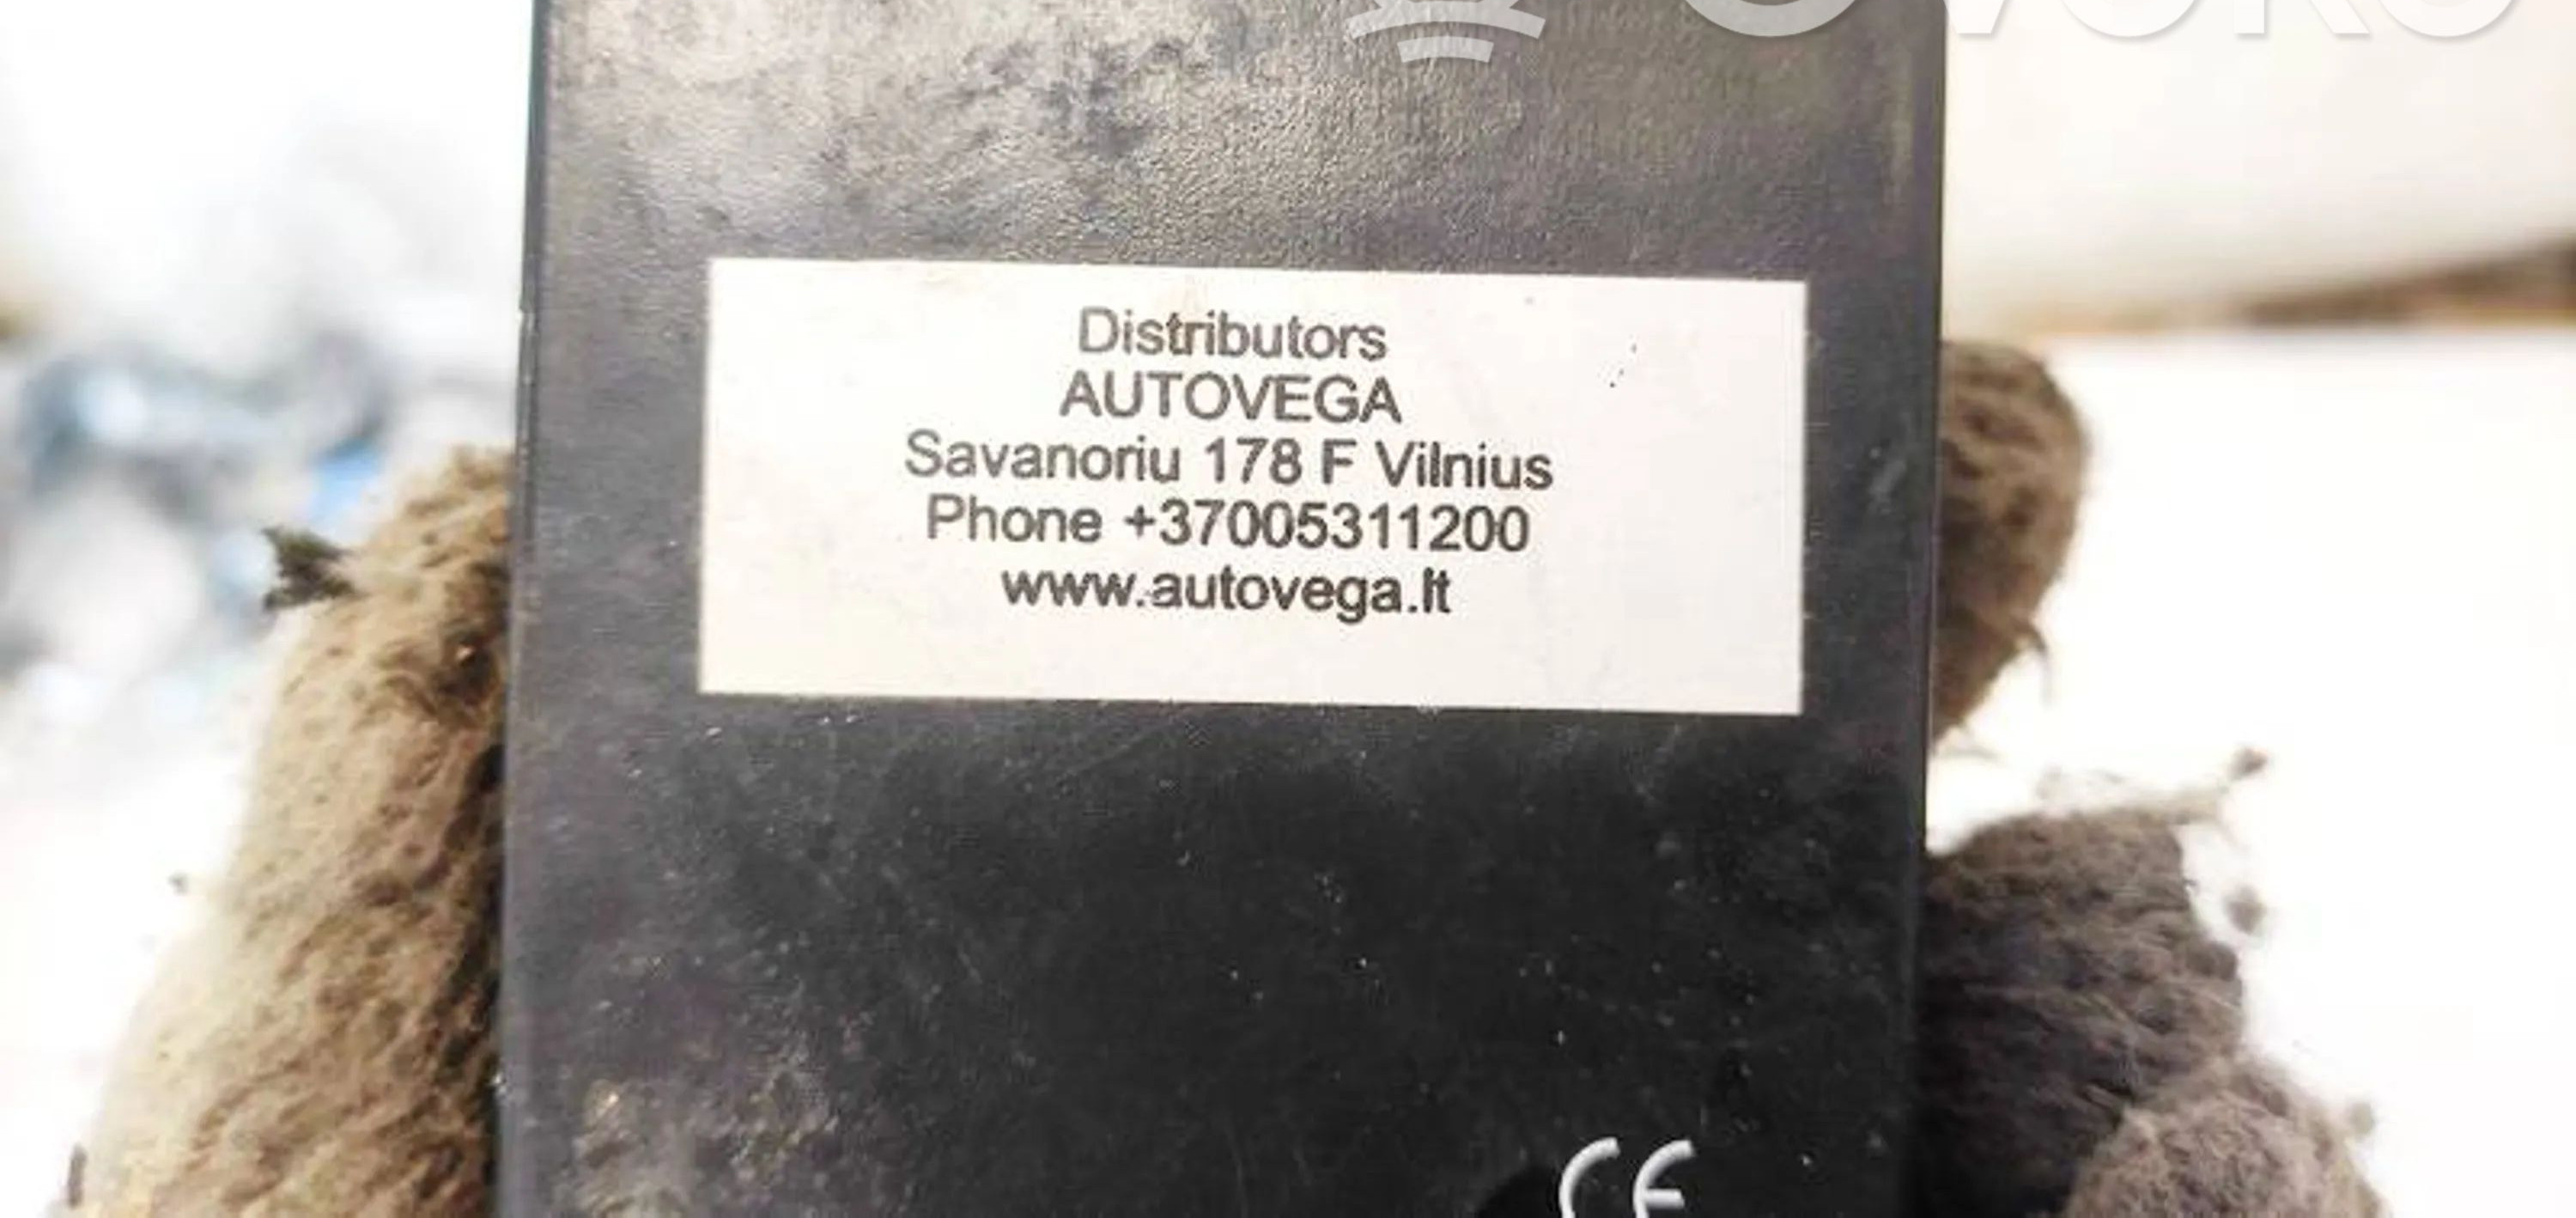 Distributors
AUTOVEGA
Savanoriu 178 F Vilnius
Phone +37005311200
www.autovega.lt
CE